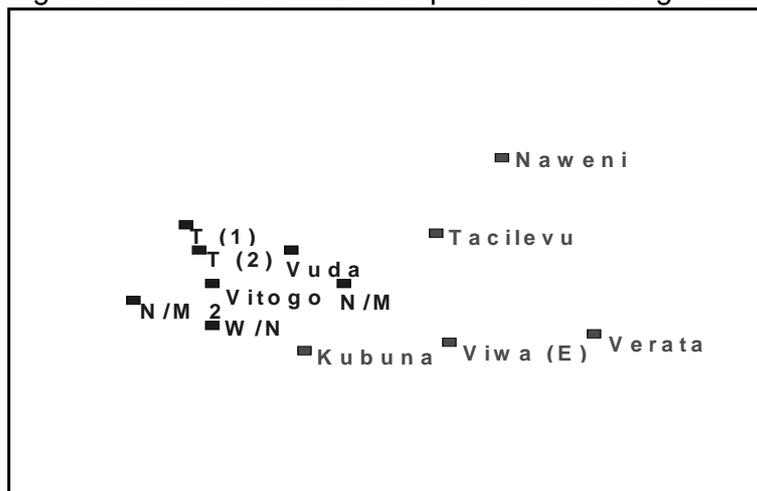 Naweni
T (1)
Tacilevu
T (2)
Vuda
Vitogo
N/M
N/M 2
W/N
Kubuna
Viwa (E)
Verata